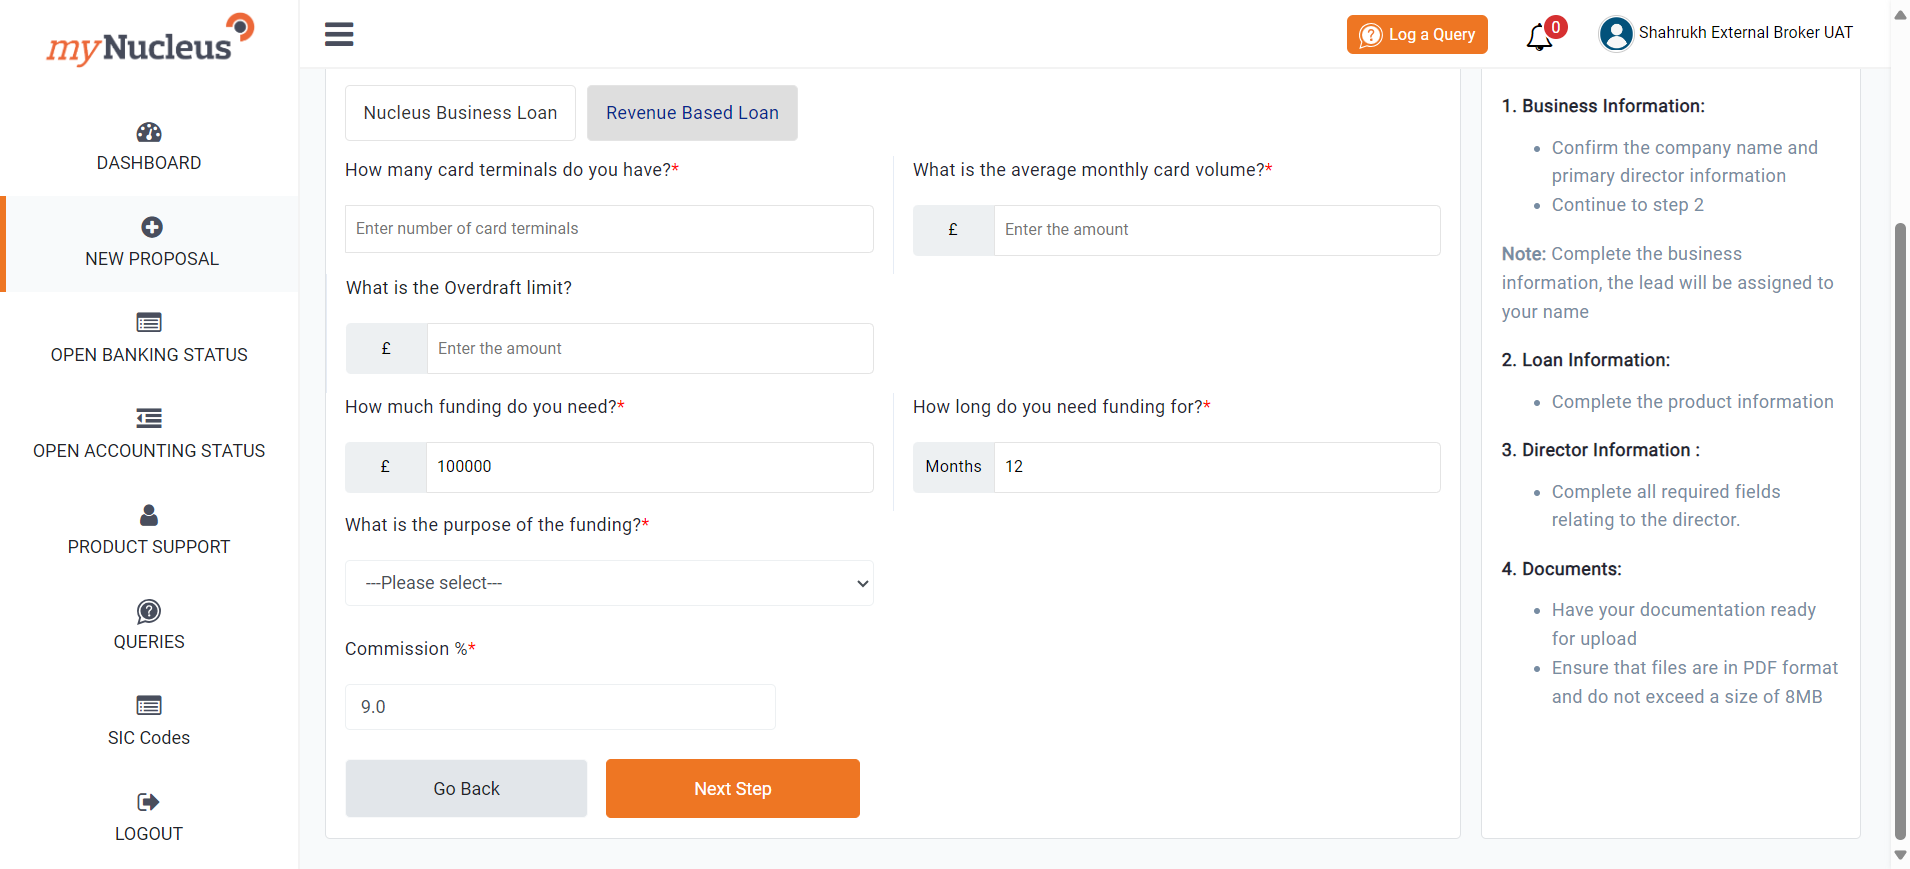 myNucleus
DASHBOARD
NEW PROPOSAL
OPEN BANKING STATUS
OPEN ACCOUNTING STATUS
PRODUCT SUPPORT
QUERIES
SIC Codes
LOGOUT
Log a Query
0
Shahrukh External Broker UAT
Nucleus Business Loan
Revenue Based Loan
How many card terminals do you have?*
Enter number of card terminals
What is the average monthly card volume?*
£
Enter the amount
What is the Overdraft limit?
£
Enter the amount
How much funding do you need?*
£
100000
How long do you need funding for?*
Months
12
What is the purpose of the funding?*
---Please select---
Commission %*
9.0
Go Back
Next Step
1. Business Information:
• Confirm the company name and
primary director information
• Continue to step 2
Note: Complete the business
information, the lead will be assigned to
your name
2. Loan Information:
• Complete the product information
3. Director Information :
• Complete all required fields
relating to the director.
4. Documents:
• Have your documentation ready
for upload
• Ensure that files are in PDF format
and do not exceed a size of 8MB